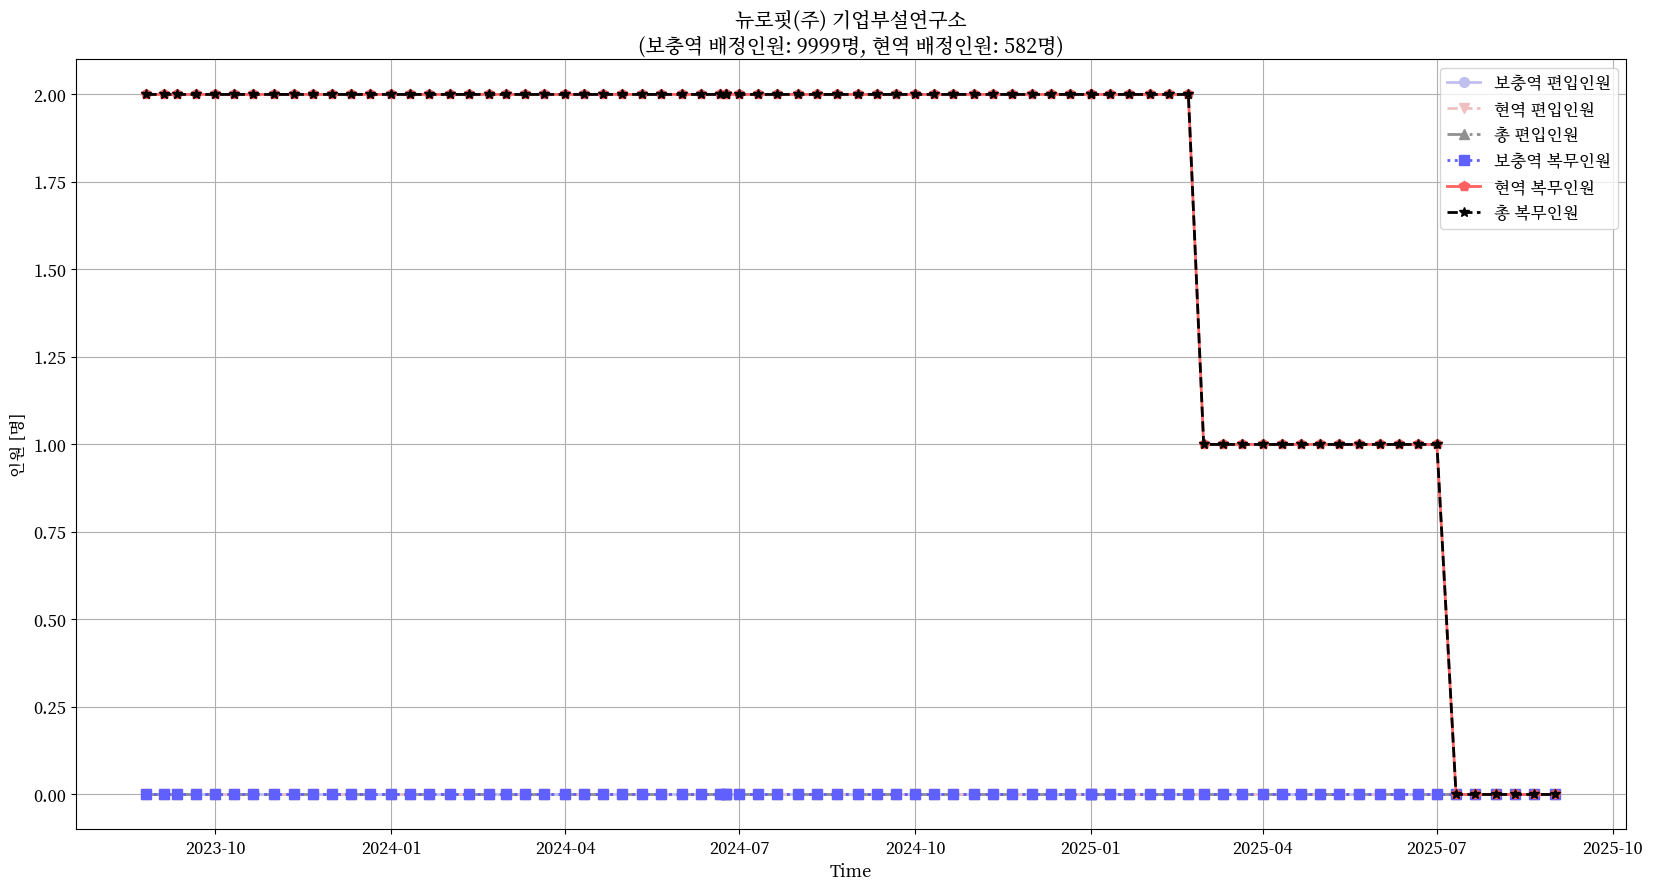 뉴로핏(주) 기업부설연구소
(보충역 배정인원: 9999명, 현역 배정인원: 582명)
보충역 편입인원
현역 편입인원
총 편입인원
보충역 복무인원
현역 복무인원
총 복무인원
인원 [명]
2.00
1.75
1.50
1.25
1.00
0.75
0.50
0.25
0.00
2023-10 2024-01 2024-04 2024-07 2024-10 2025-01 2025-04 2025-07 2025-10
Time